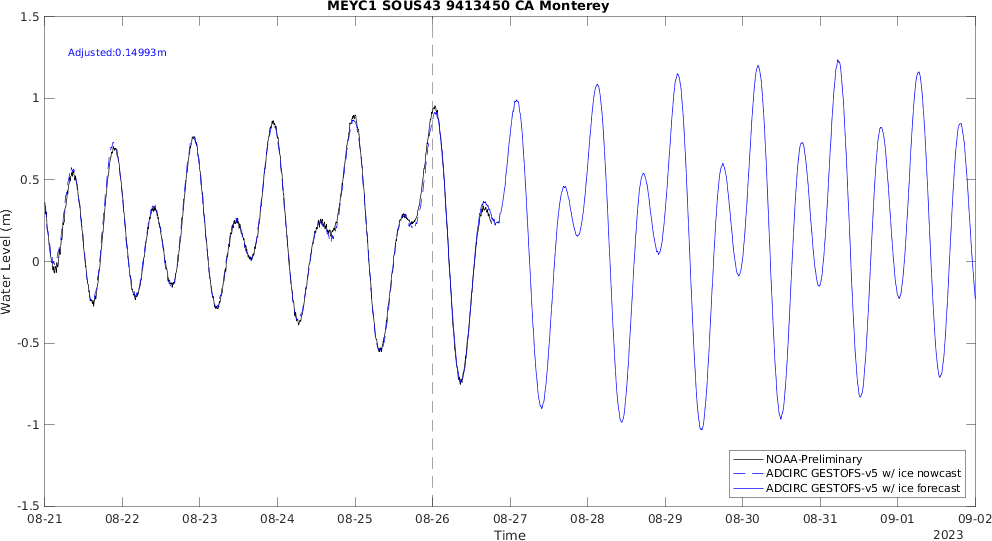 MEYC1 SOUS43 9413450 CA Monterey
1.5
Adjusted:0.14993m
1
0.5
0
-0.5
-1
-1.5
Water Level (m)
NOAA-Preliminary
ADCIRC GESTOFS-v5 w/ ice nowcast
ADCIRC GESTOFS-v5 w/ ice forecast
08-21 08-22 08-23 08-24 08-25 08-26 08-27 08-28 08-29 08-30 08-31 09-01 09-02
Time
2023